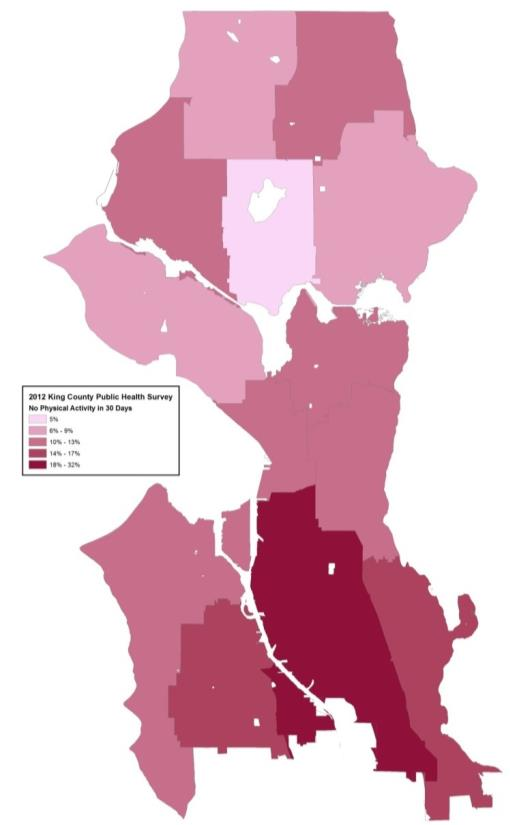 2012 King County Public Health Survey
No Physical Activity in 30 Days
5%
6% - 9%
10% - 13%
14% - 17%
18% - 32%